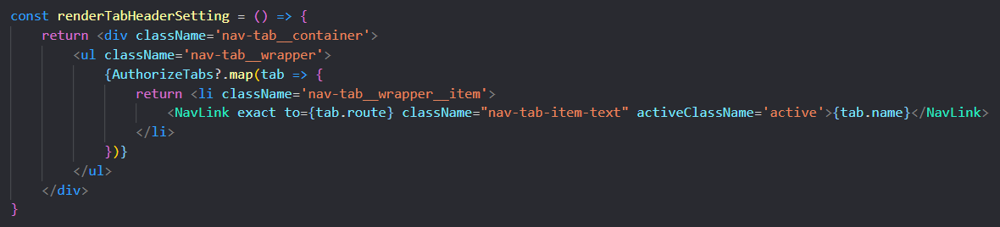 const renderTabHeaderSetting = () => {
    return <div className='nav-tab__container'>
        <ul className='nav-tab__wrapper'>
            {AuthorizeTabs?.map(tab => {
                return <li className='nav-tab__wrapper__item'>
                    <NavLink exact to={tab.route} className="nav-tab-item-text" activeClassName='active'>{tab.name}</NavLink>
                </li>
            })}
        </ul>
    </div>
}